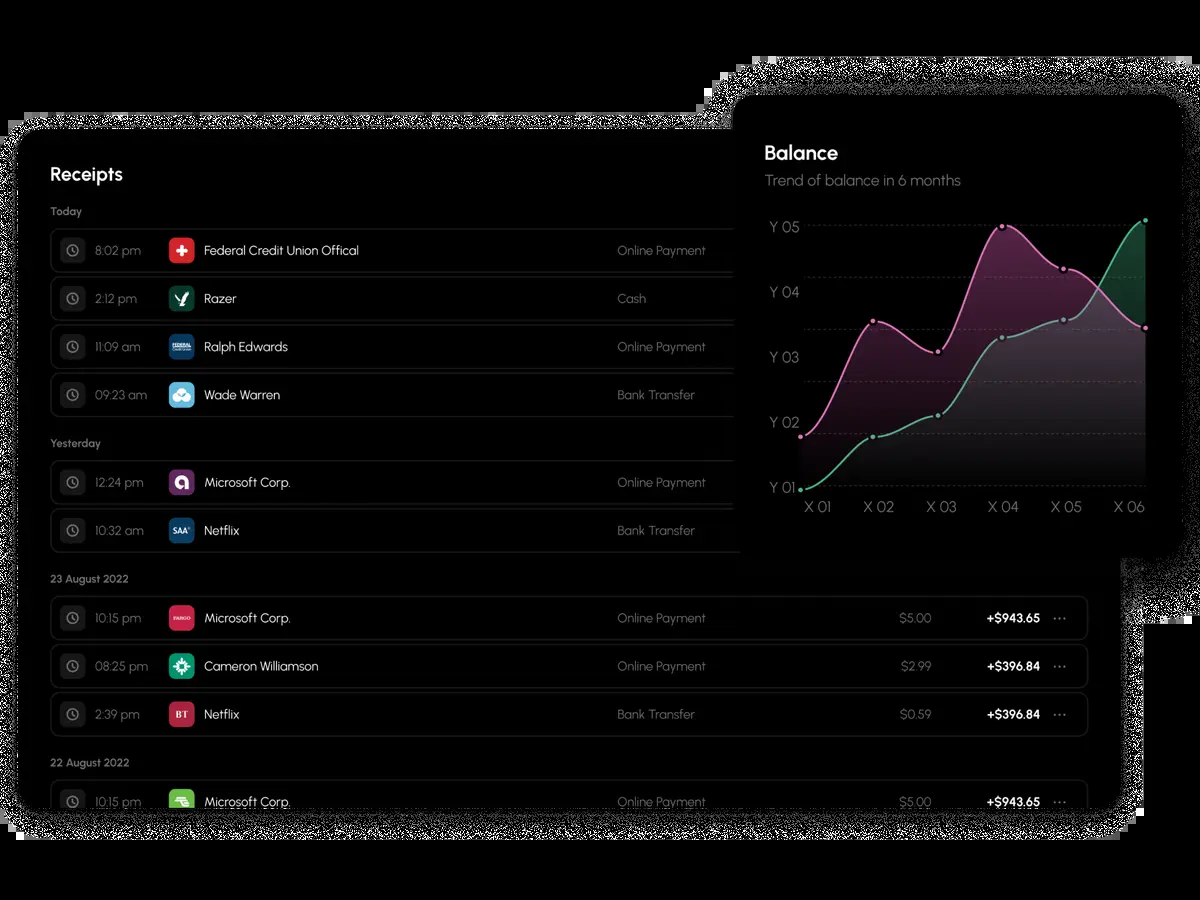 Receipts
Today
8:02 pm Federal Credit Union Offical Online Payment
2:12 pm Razer Cash
11:09 am Ralph Edwards Online Payment
09:23 am Wade Warren Bank Transfer
Yesterday
12:24 pm Microsoft Corp. Online Payment
10:32 am SAA Netflix Bank Transfer
23 August 2022
10:15 pm FARGO Microsoft Corp. Online Payment $5.00 +$943.65
08:25 pm Cameron Williamson Online Payment $2.99 +$396.84
2:39 pm BT Netflix Bank Transfer $0.59 +$396.84
22 August 2022
10:15 pm Microsoft Corp. Online Payment $5.00 +$943.65
Balance
Trend of balance in 6 months
Y 05
Y 04
Y 03
Y 02
Y 01
X 01 X 02 X 03 X 04 X 05 X 06